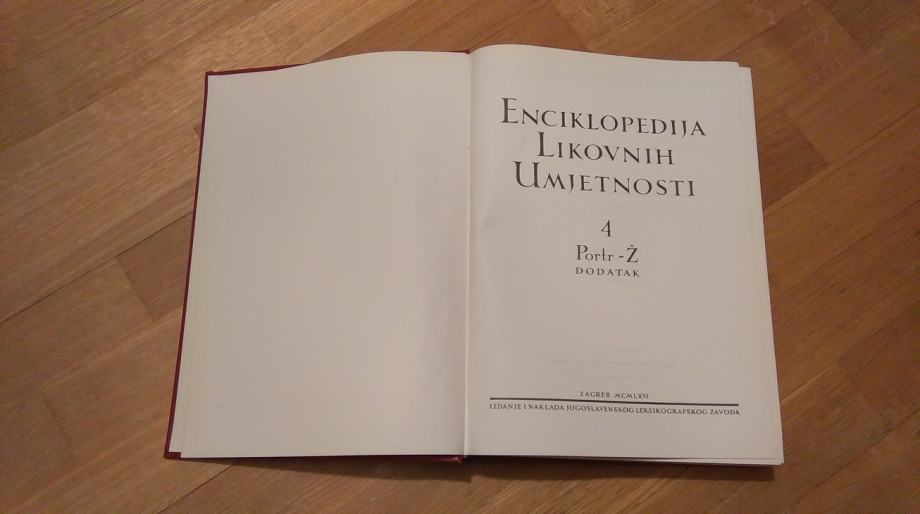 ENCIKLOPEDIJA
LIKOVNIH
UMJETNOSTI
4
Portr - Ž
DODATAK
ZAGREB MCMLXVI
IZDANJE I NAKLADA JUGOSLAVENSKOG LEKSIKOGRAFSKOG ZAVODA